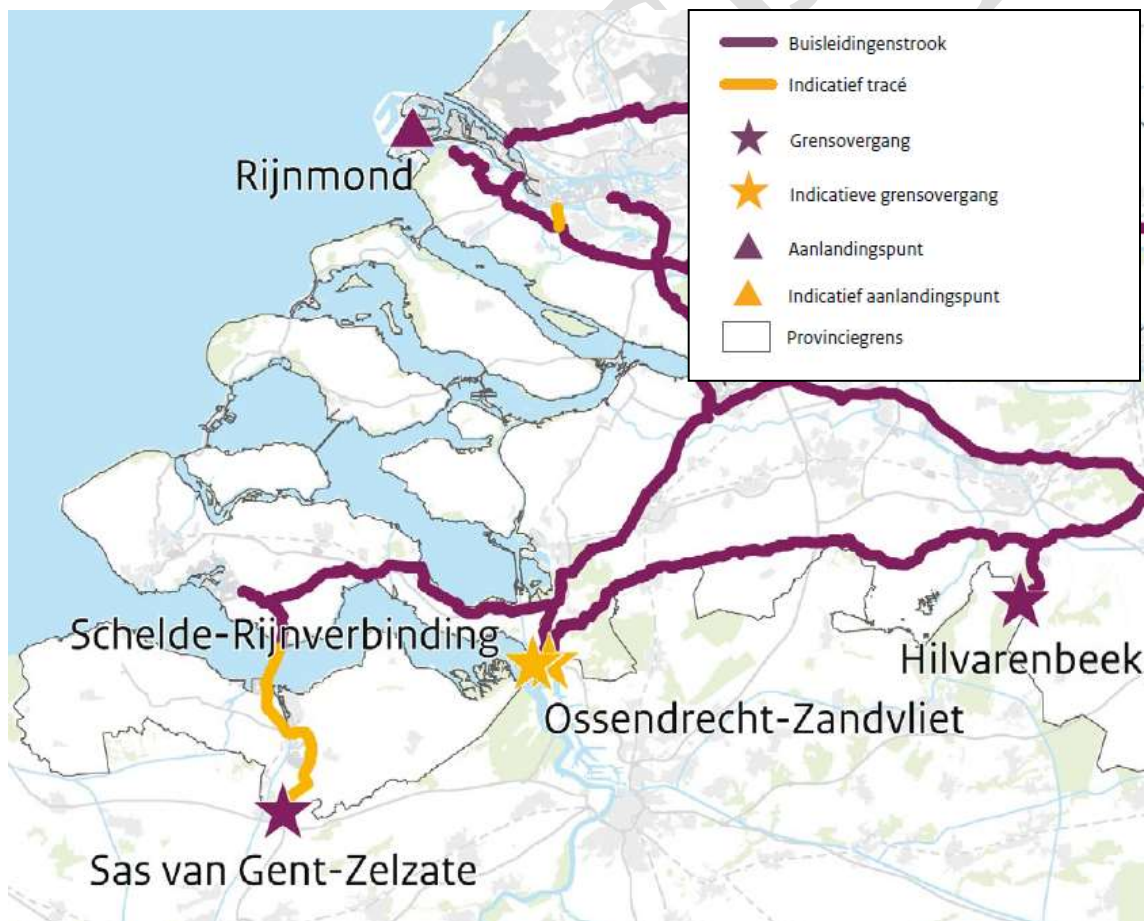 Buisleidingenstrook
Indicatief tracé
Grensovergang
Indicatieve grensovergang
Aanlandingspunt
Indicatief aanlandingspunt
Provinciegrens
Rijnmond
Schelde-Rijnverbinding
Hilvarenbeek
Ossendrecht-Zandvliet
Sas van Gent-Zelzate